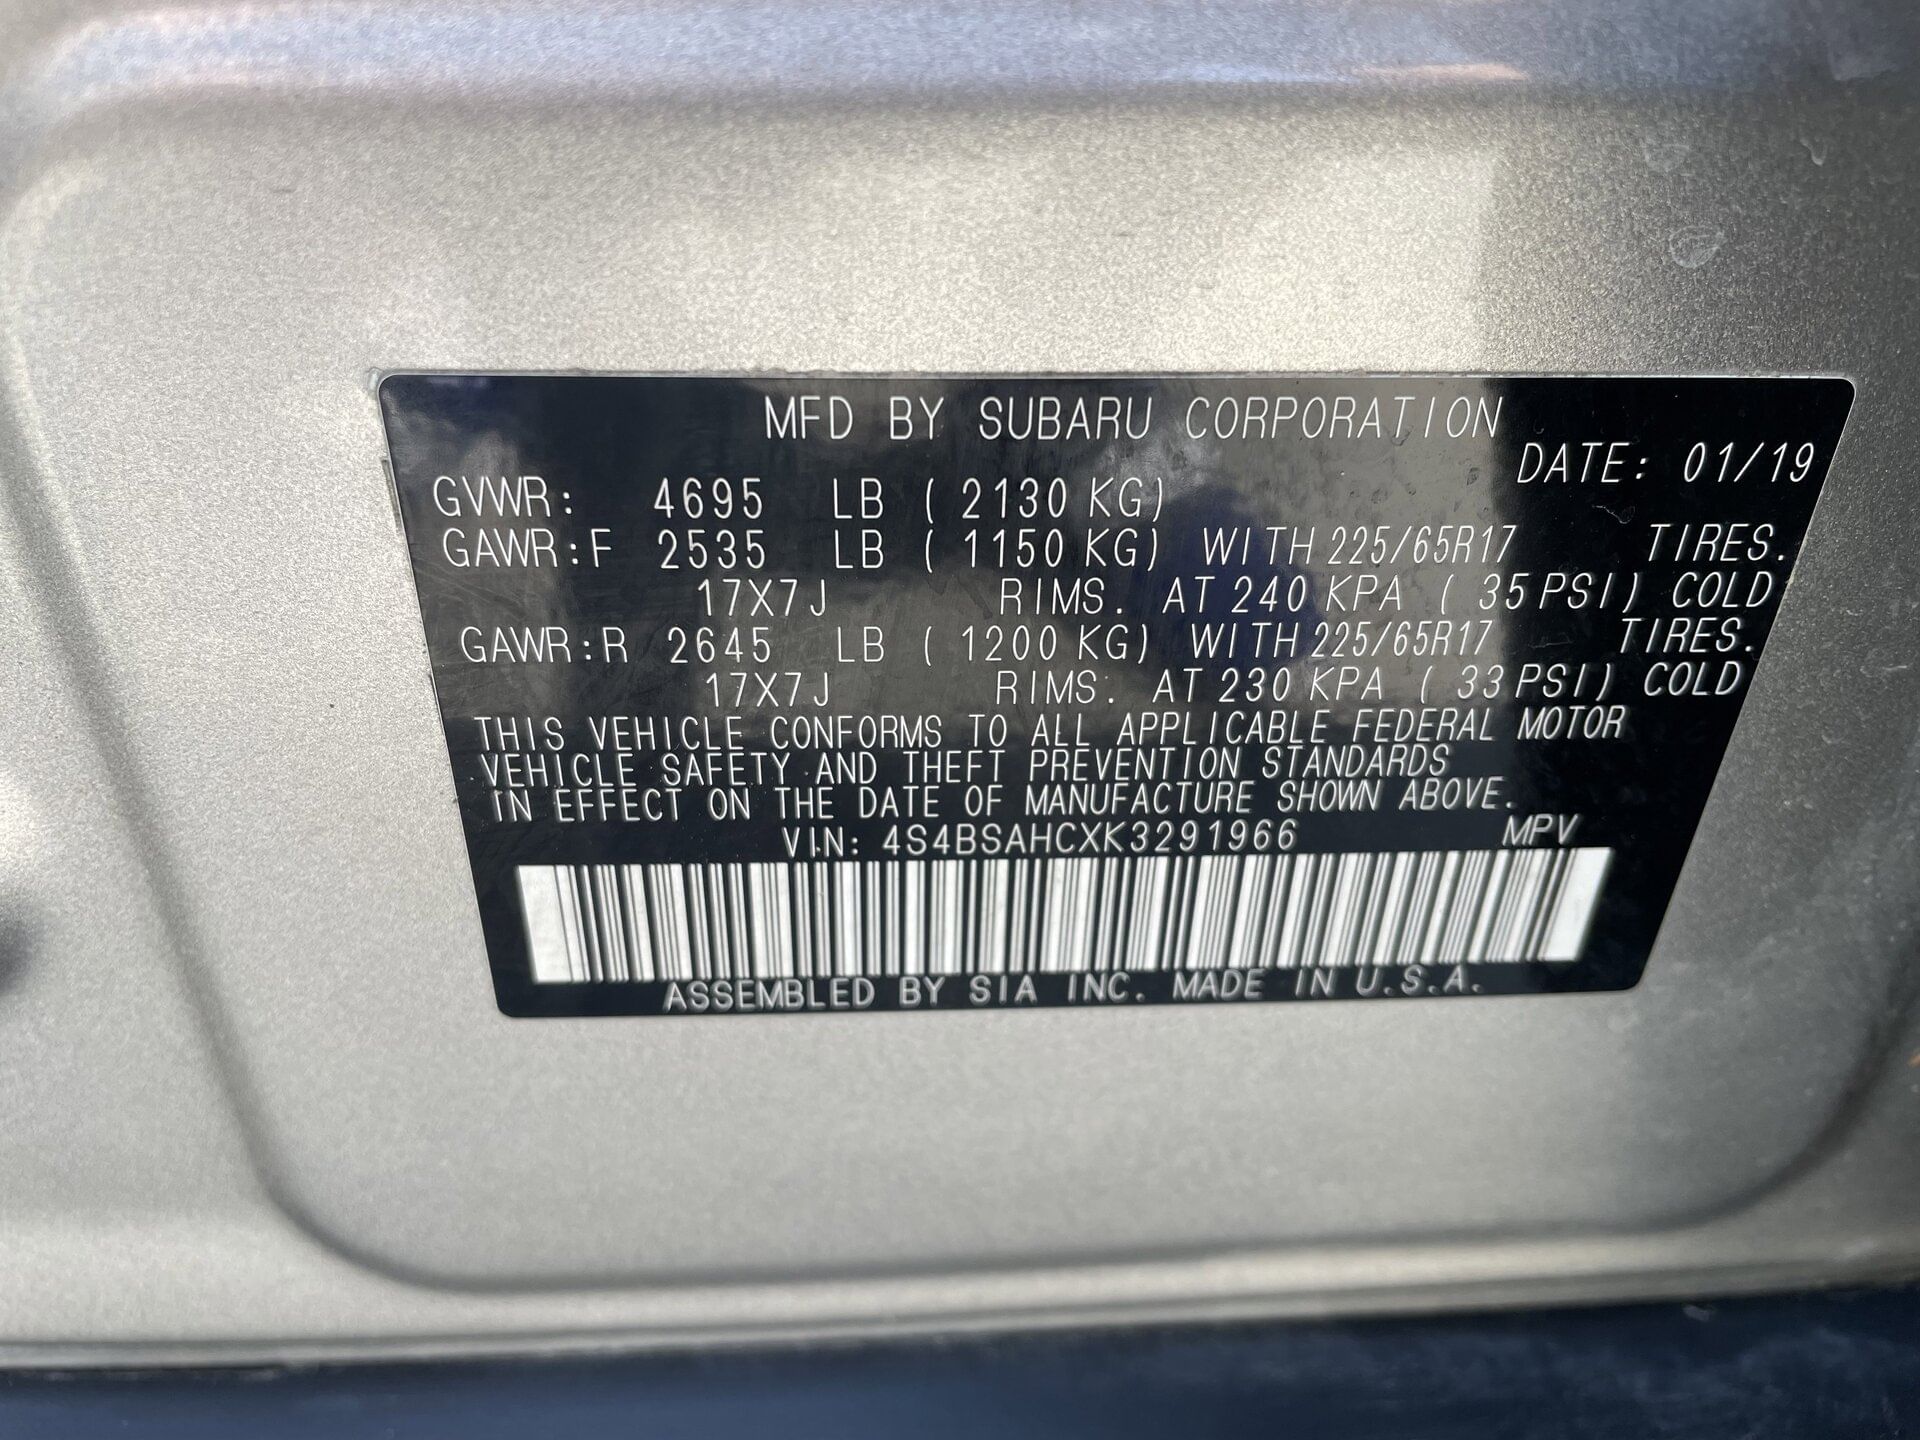 MFD BY SUBARU CORPORATION
DATE: 01/19
GVWR: 4695 LB ( 2130 KG)
GAWR:F 2535 LB ( 1150 KG) WITH 225/65R17 TIRES.
17X7J RIMS. AT 240 KPA ( 35 PSI) COLD
GAWR:R 2645 LB ( 1200 KG) WITH 225/65R17 TIRES.
17X7J RIMS. AT 230 KPA ( 33 PSI) COLD
THIS VEHICLE CONFORMS TO ALL APPLICABLE FEDERAL MOTOR
VEHICLE SAFETY AND THEFT PREVENTION STANDARDS
IN EFFECT ON THE DATE OF MANUFACTURE SHOWN ABOVE.
VIN: 4S4BSAHCXK3291966 MPV
ASSEMBLED BY SIA INC. MADE IN U.S.A.